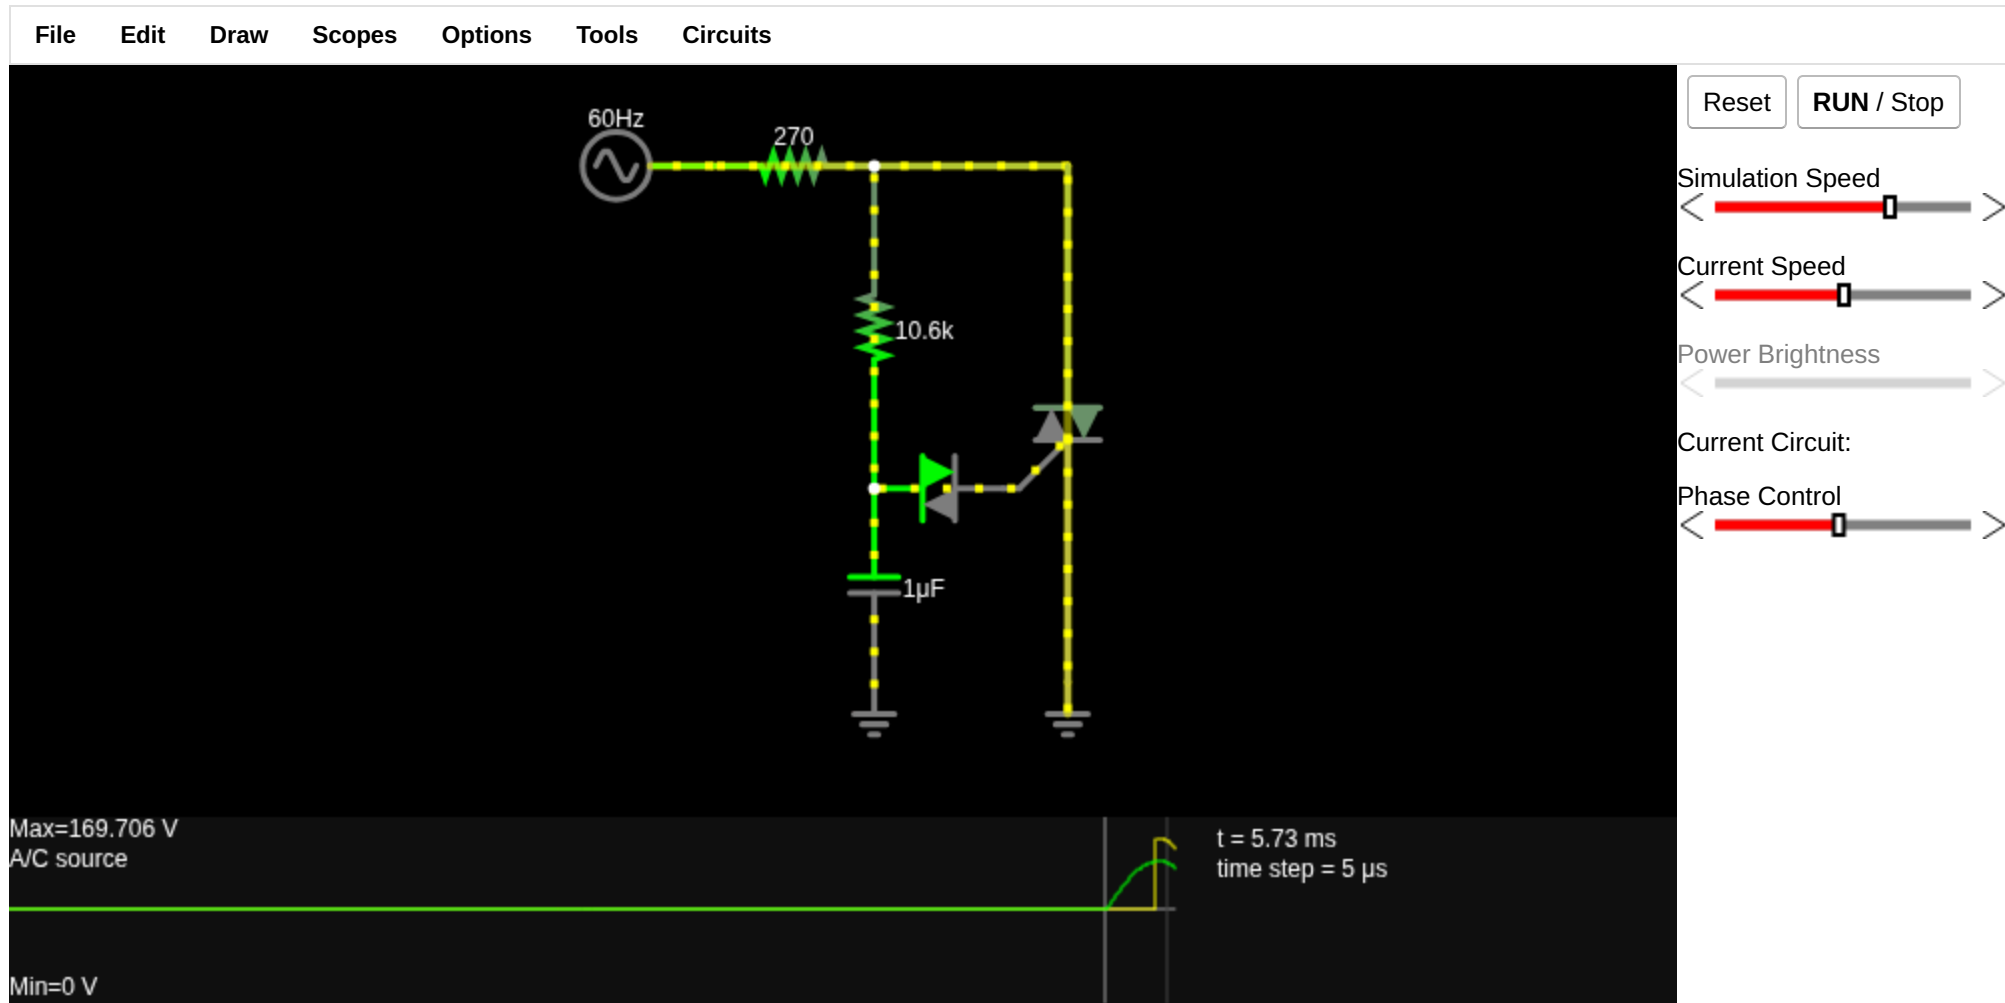 File Edit Draw Scopes Options Tools Circuits
Reset
RUN / Stop
60Hz
270
10.6k
1μF
Simulation Speed
Current Speed
Power Brightness
Current Circuit:
Phase Control
Max=169.706 V
A/C source
Min=0 V
t = 5.73 ms
time step = 5 μs